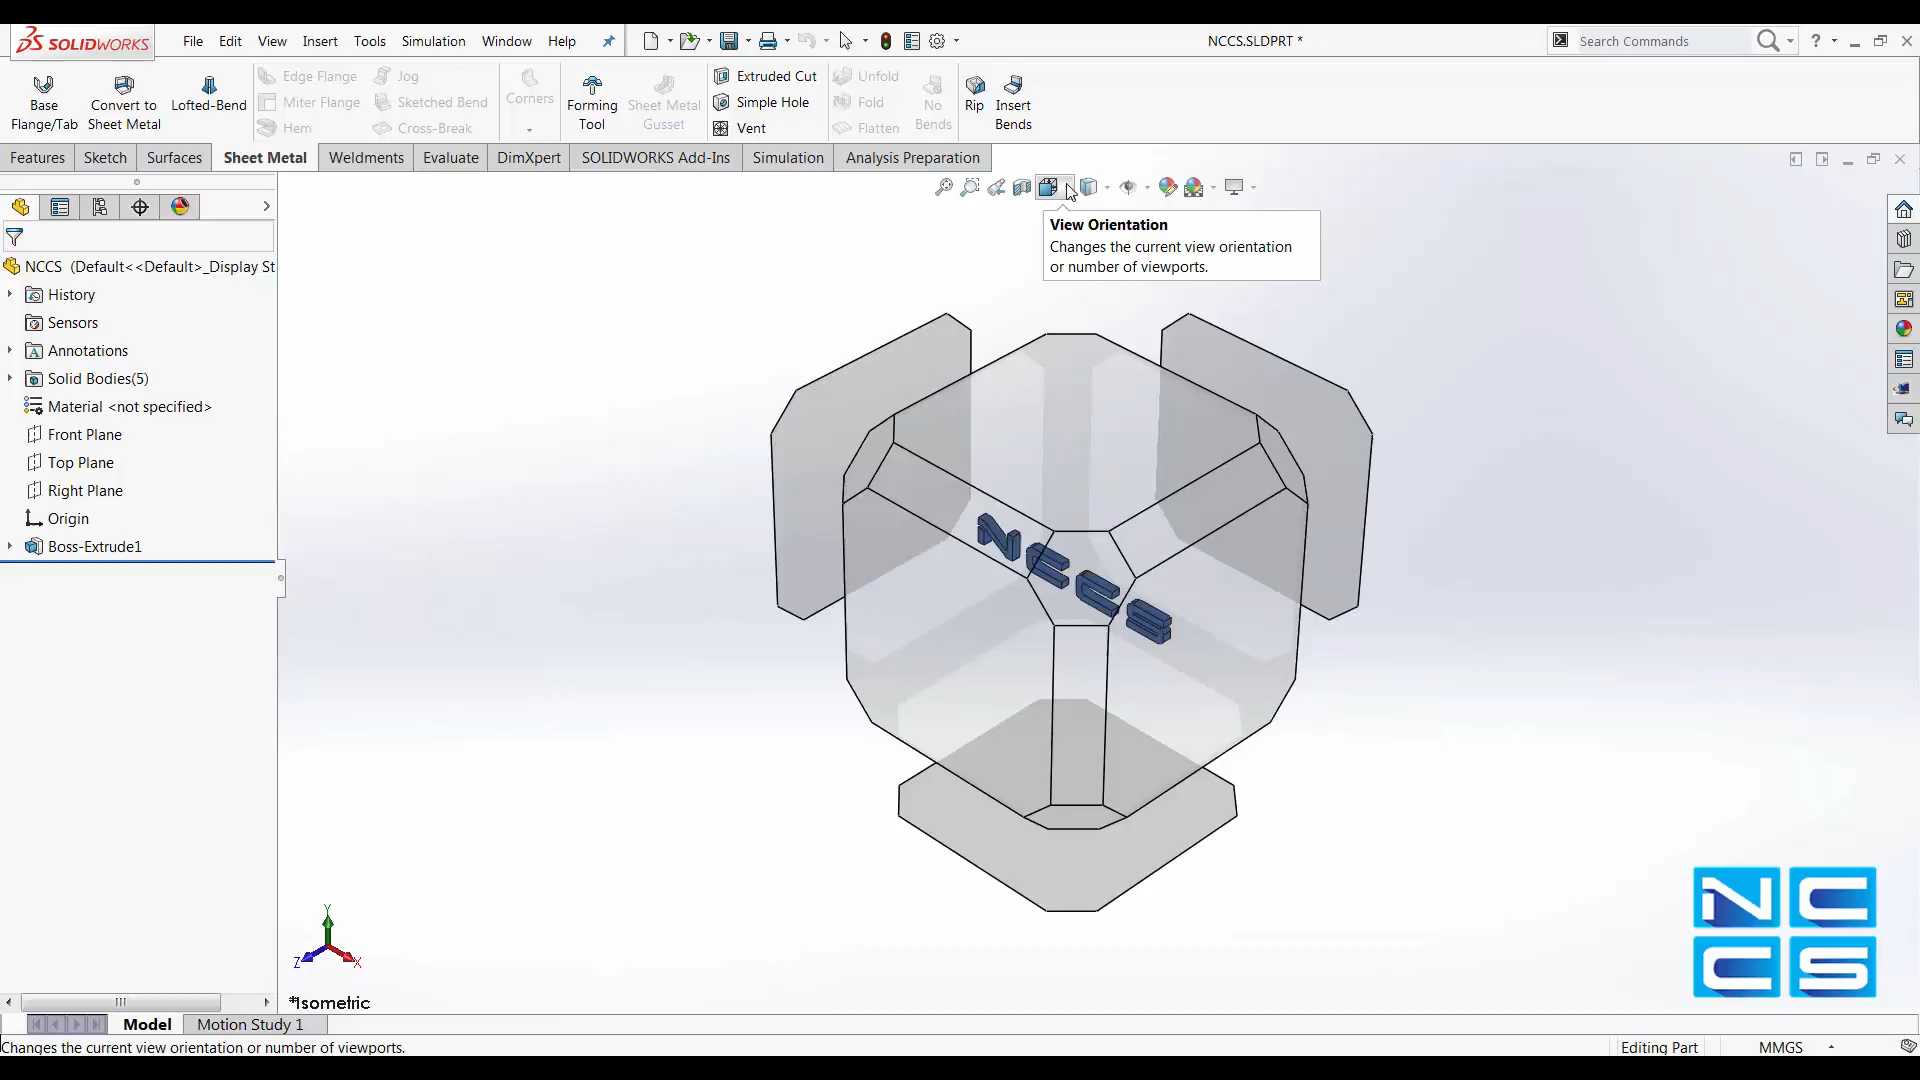 SOLIDWORKS File Edit View Insert Tools Simulation Window Help NCCS.SLDPRT * Search Commands ?
Base Flange/Tab
Convert to Sheet Metal
Lofted-Bend
Edge Flange
Miter Flange
Hem
Jog
Sketched Bend
Cross-Break
Corners
Forming Tool
Sheet Metal Gusset
Extruded Cut
Simple Hole
Vent
Unfold
Fold
Flatten
No Bends
Rip
Insert Bends
Features Sketch Surfaces Sheet Metal Weldments Evaluate DimXpert SOLIDWORKS Add-Ins Simulation Analysis Preparation
View Orientation
Changes the current view orientation
or number of viewports.
NCCS (Default<<Default>_Display St
History
Sensors
Annotations
Solid Bodies(5)
Material <not specified>
Front Plane
Top Plane
Right Plane
Origin
Boss-Extrude1
NCCS
Y
Z X
*Isometric
NC
CS
Model Motion Study 1
Changes the current view orientation or number of viewports. Editing Part MMGS